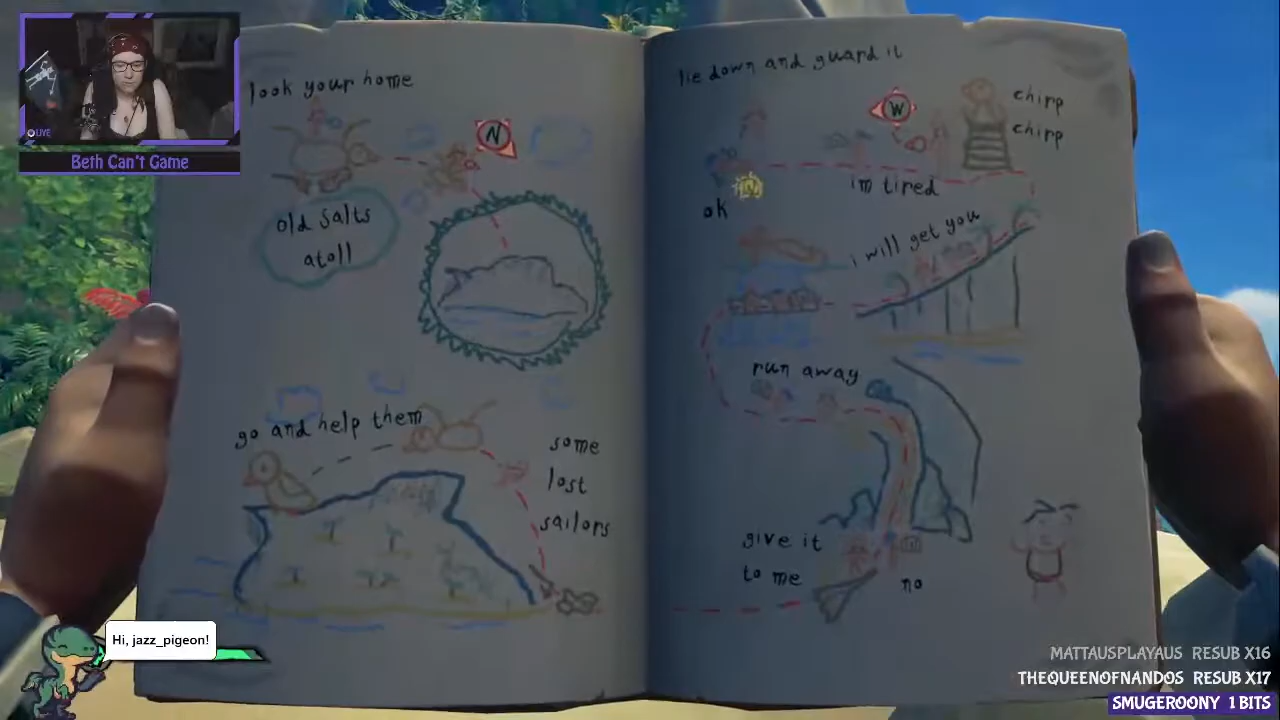 LIVE
Beth Can't Game
look your home
N
old salts
atoll
go and help them
some
lost
sailors
lie down and guard it
W
chirp
chirp
im tired
ok
i will get you
run away
give it
to me
no
Hi, jazz_pigeon!
MATTAUSPLAYAUS RESUB X16
THEQUEENOFNANDOS RESUB X17
SMUGEROONY 1 BITS